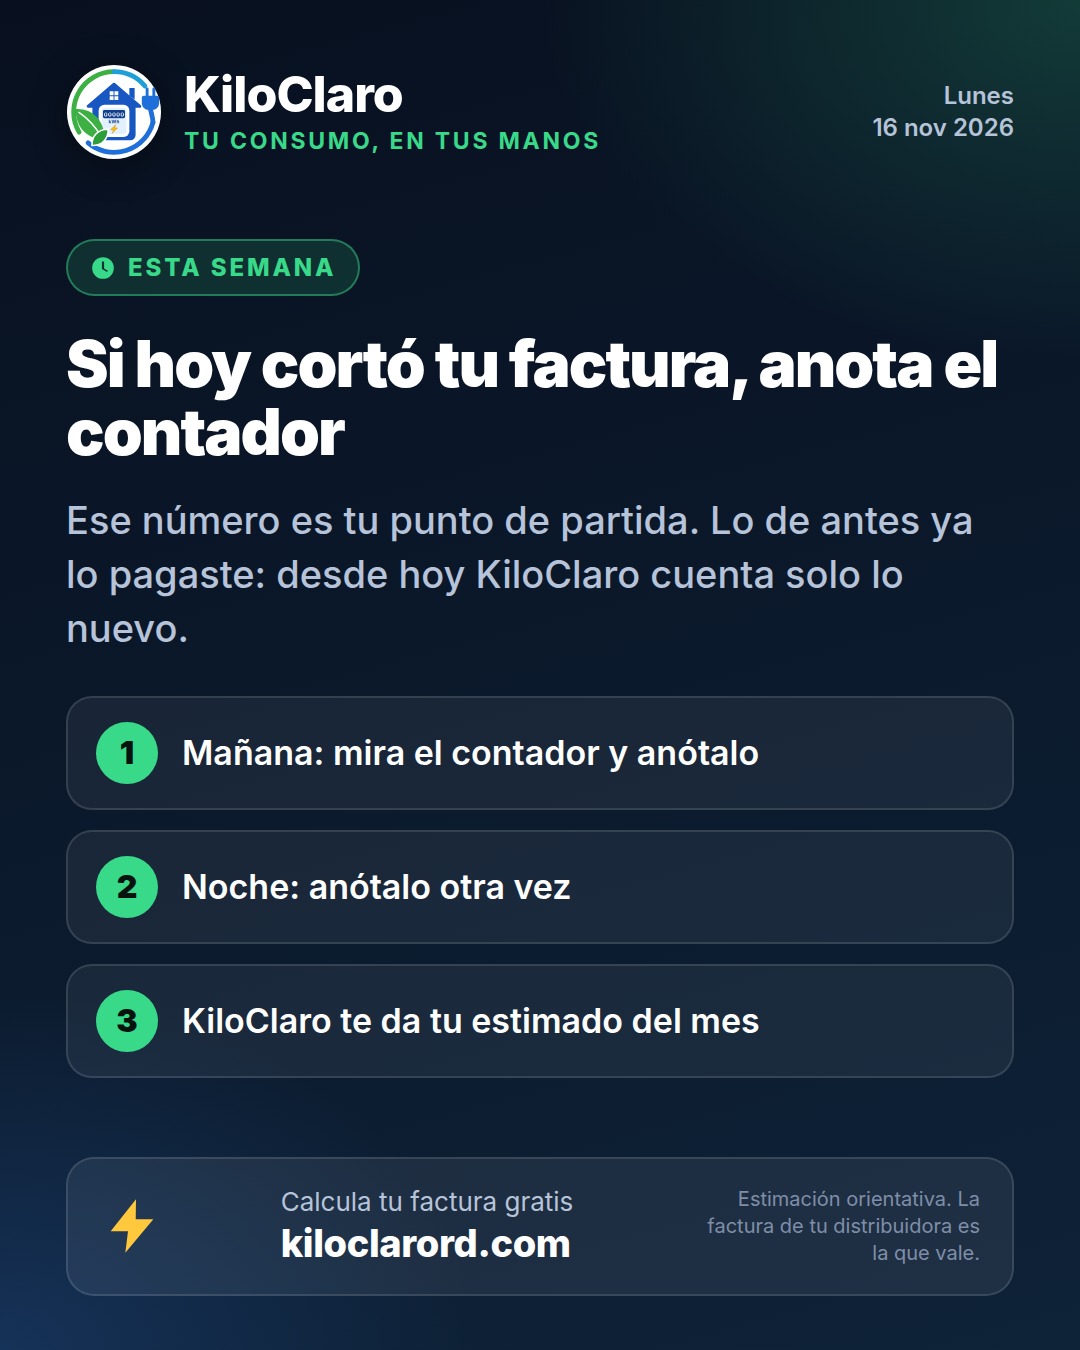 KiloClaro
TU CONSUMO, EN TUS MANOS
Lunes
16 nov 2026
ESTA SEMANA
Si hoy cortó tu factura, anota el
contador
Ese número es tu punto de partida. Lo de antes ya
lo pagaste: desde hoy KiloClaro cuenta solo lo
nuevo.
1 Mañana: mira el contador y anótalo
2 Noche: anótalo otra vez
3 KiloClaro te da tu estimado del mes
Calcula tu factura gratis
kiloclarord.com
Estimación orientativa. La
factura de tu distribuidora es
la que vale.